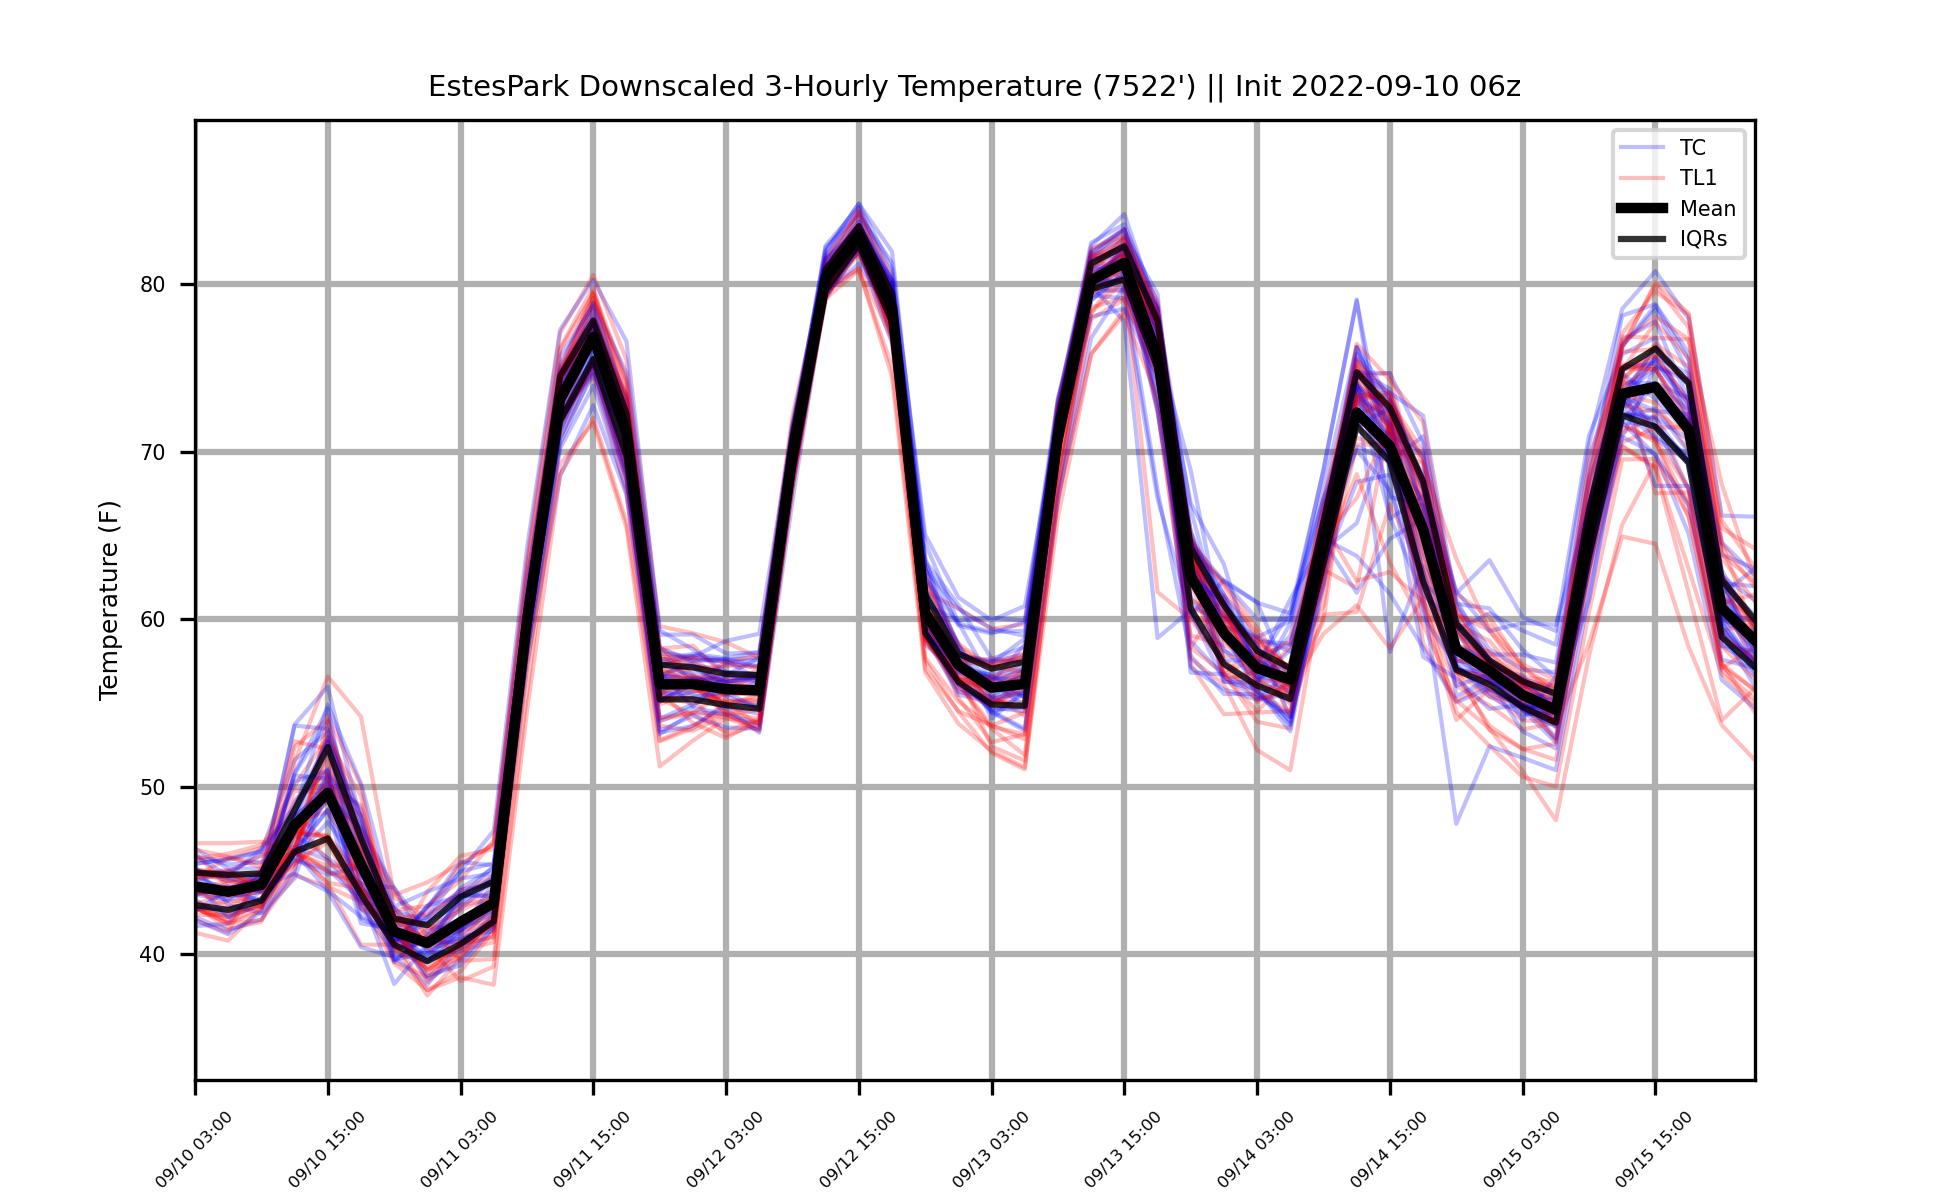 EstesPark Downscaled 3-Hourly Temperature (7522') || Init 2022-09-10 06z
TC
TL1
Mean
IQRs
Temperature (F)
80
70
60
50
40
09/10 03:00
09/10 15:00
09/11 03:00
09/11 15:00
09/12 03:00
09/12 15:00
09/13 03:00
09/13 15:00
09/14 03:00
09/14 15:00
09/15 03:00
09/15 15:00